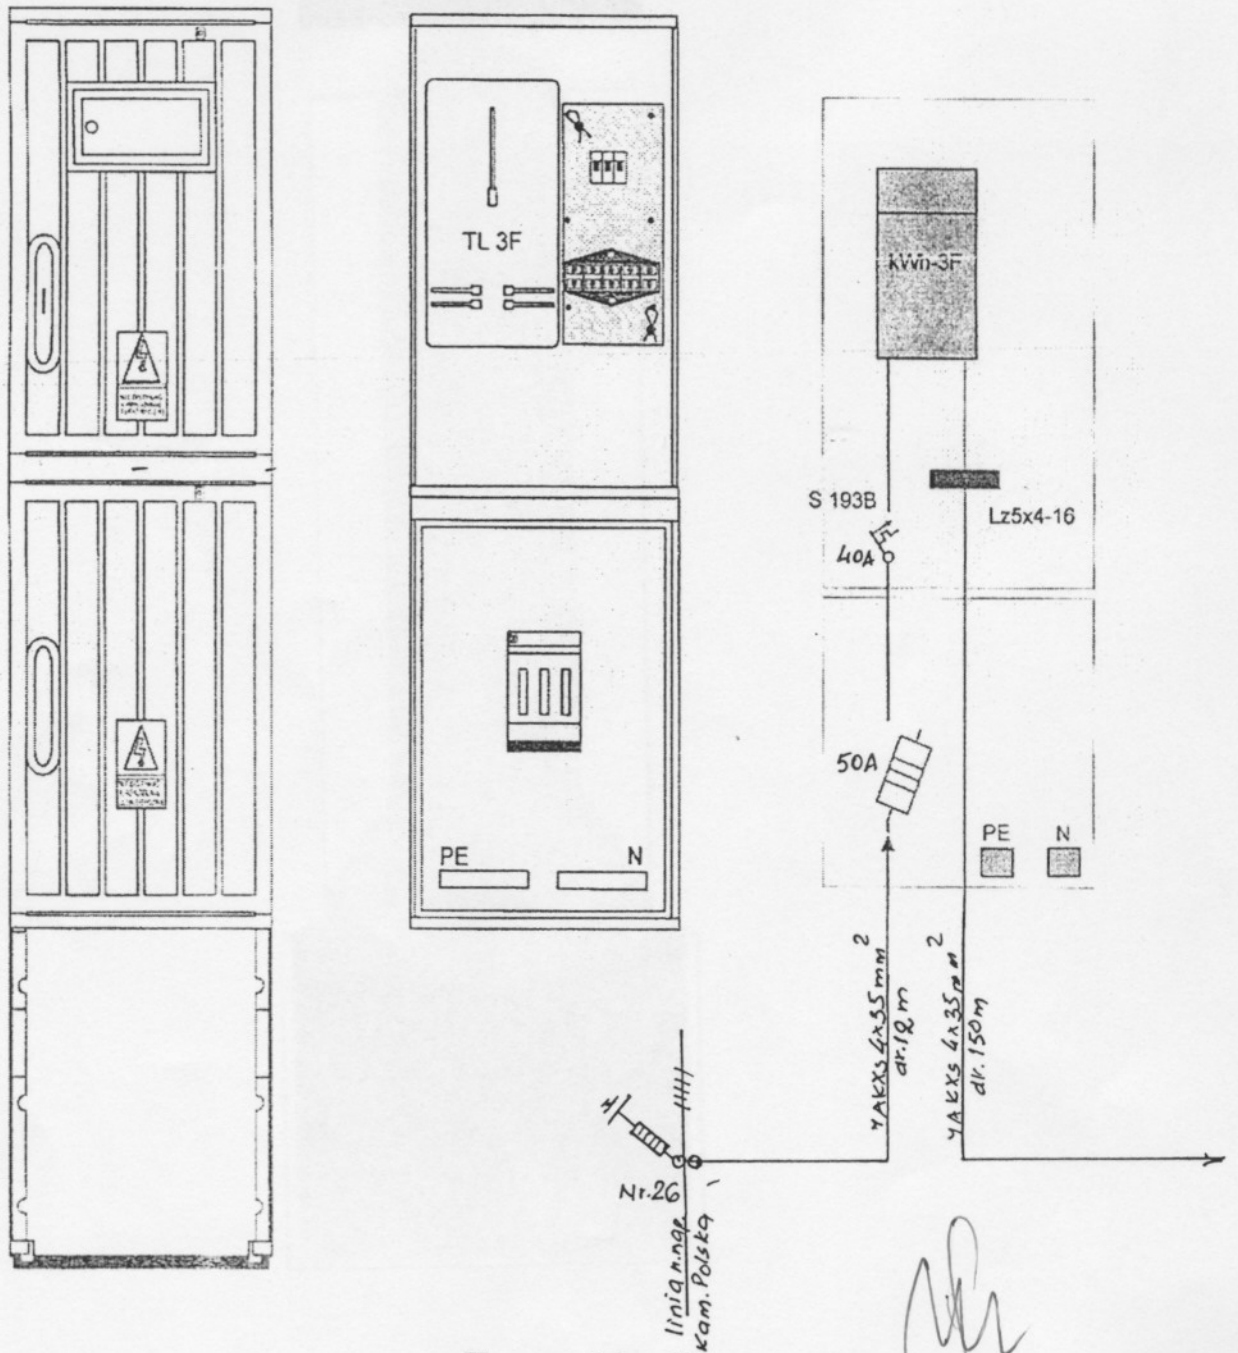 TL 3F
PE
N
kWh-3F
S 193B
40A
Lz5x4-16
50A
PE
N
YAKXS 4x35mm²
dł.12m
YAKXS 4x35mm²
dł.150m
Nr.26
linia n.nap.
Kam. Polska